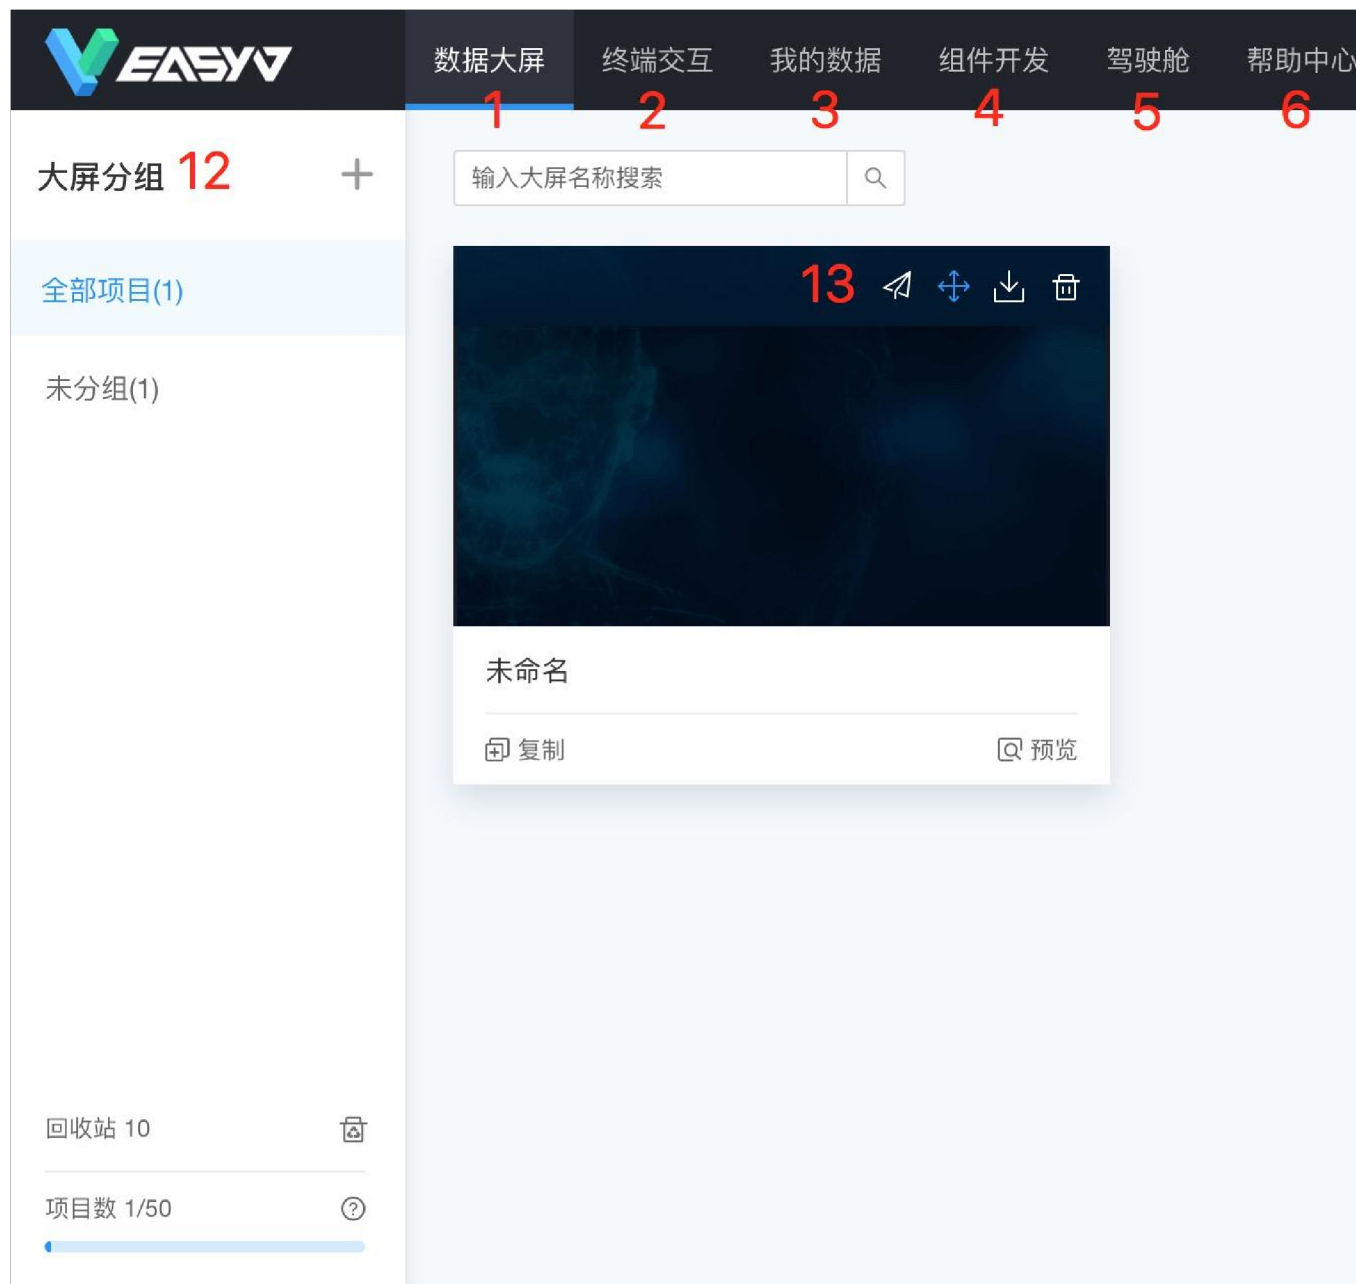 EASYV
数据大屏 终端交互 我的数据 组件开发 驾驶舱 帮助中心
1 2 3 4 5 6
大屏分组 12
输入大屏名称搜索
全部项目(1)
13
未分组(1)
未命名
复制 预览
回收站 10
项目数 1/50